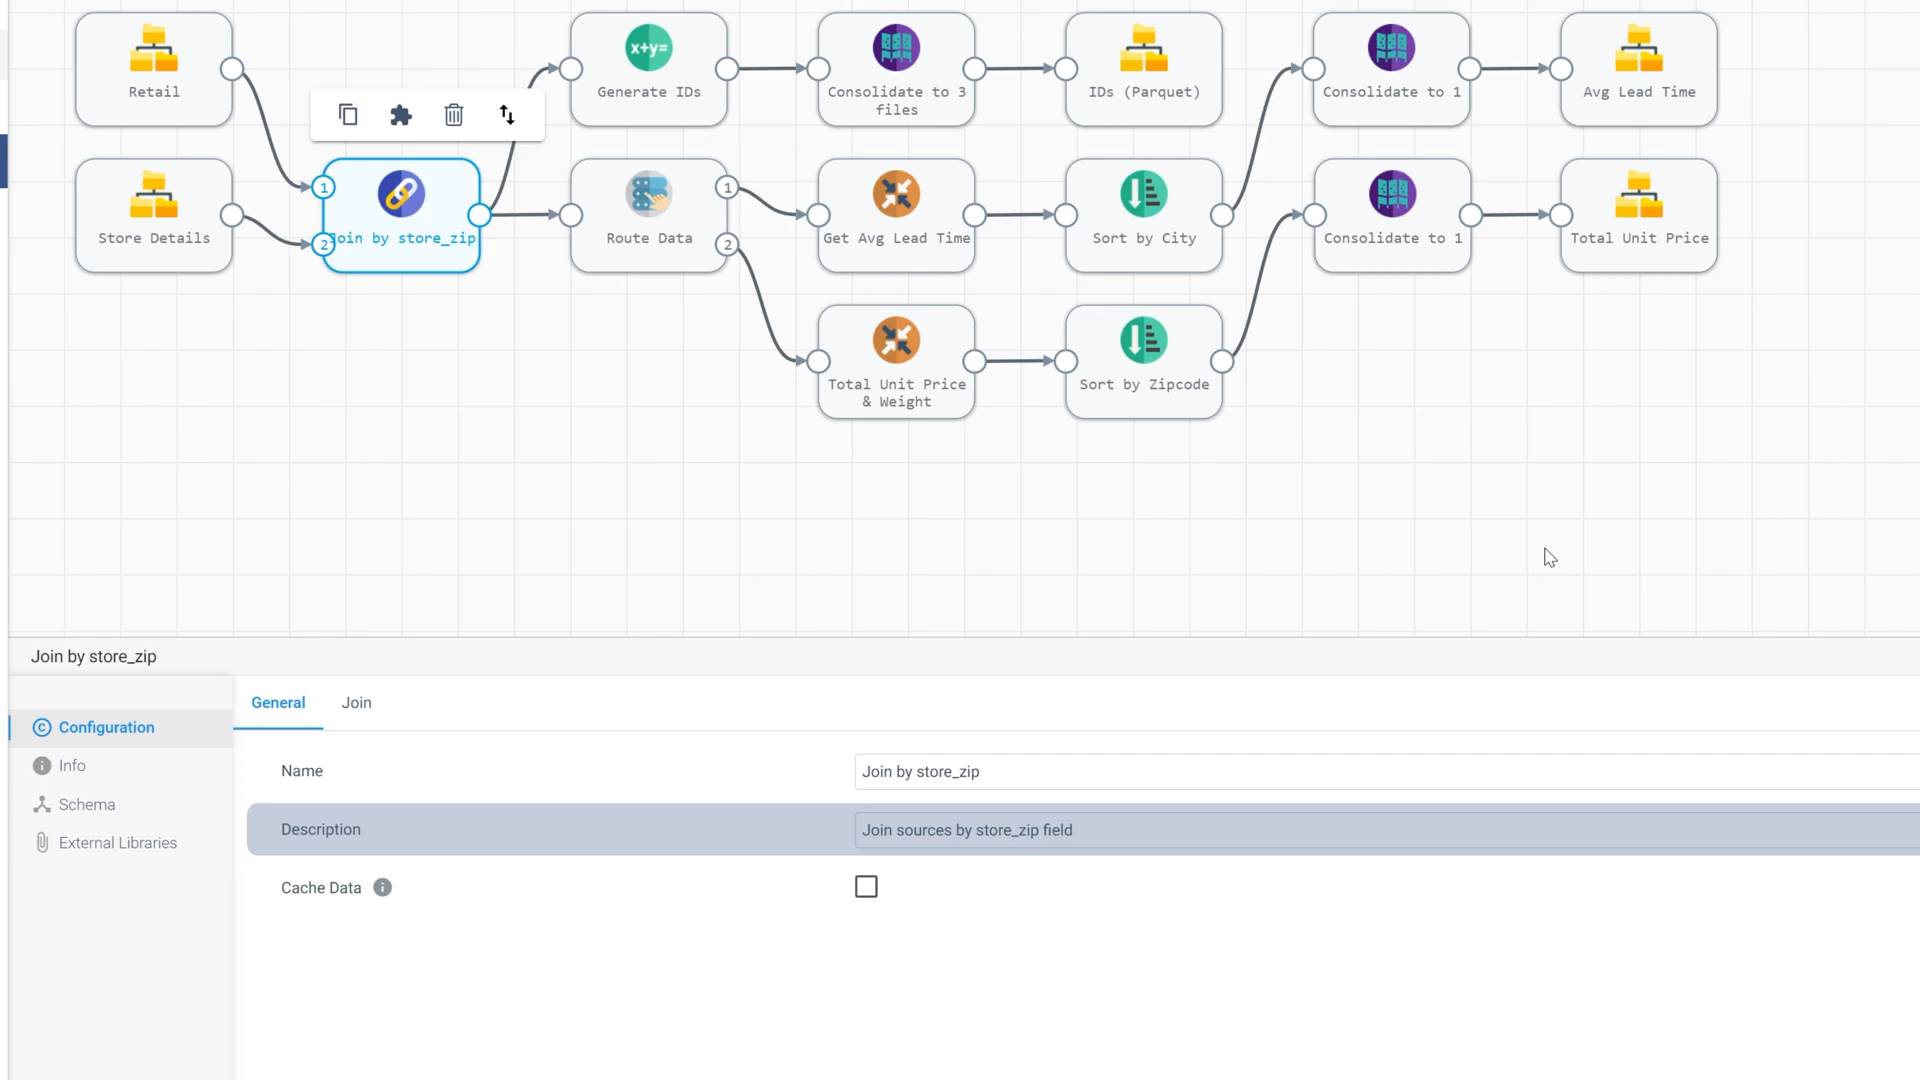 Retail
x+y=
Generate IDs
Consolidate to 3
files
IDs (Parquet)
Consolidate to 1
Avg Lead Time
Store Details
1
2
Join by store_zip
Route Data
1
2
Get Avg Lead Time
Sort by City
Consolidate to 1
Total Unit Price
Total Unit Price
& Weight
Sort by Zipcode
Join by store_zip
Configuration
Info
Schema
External Libraries
General Join
Name Join by store_zip
Description Join sources by store_zip field
Cache Data